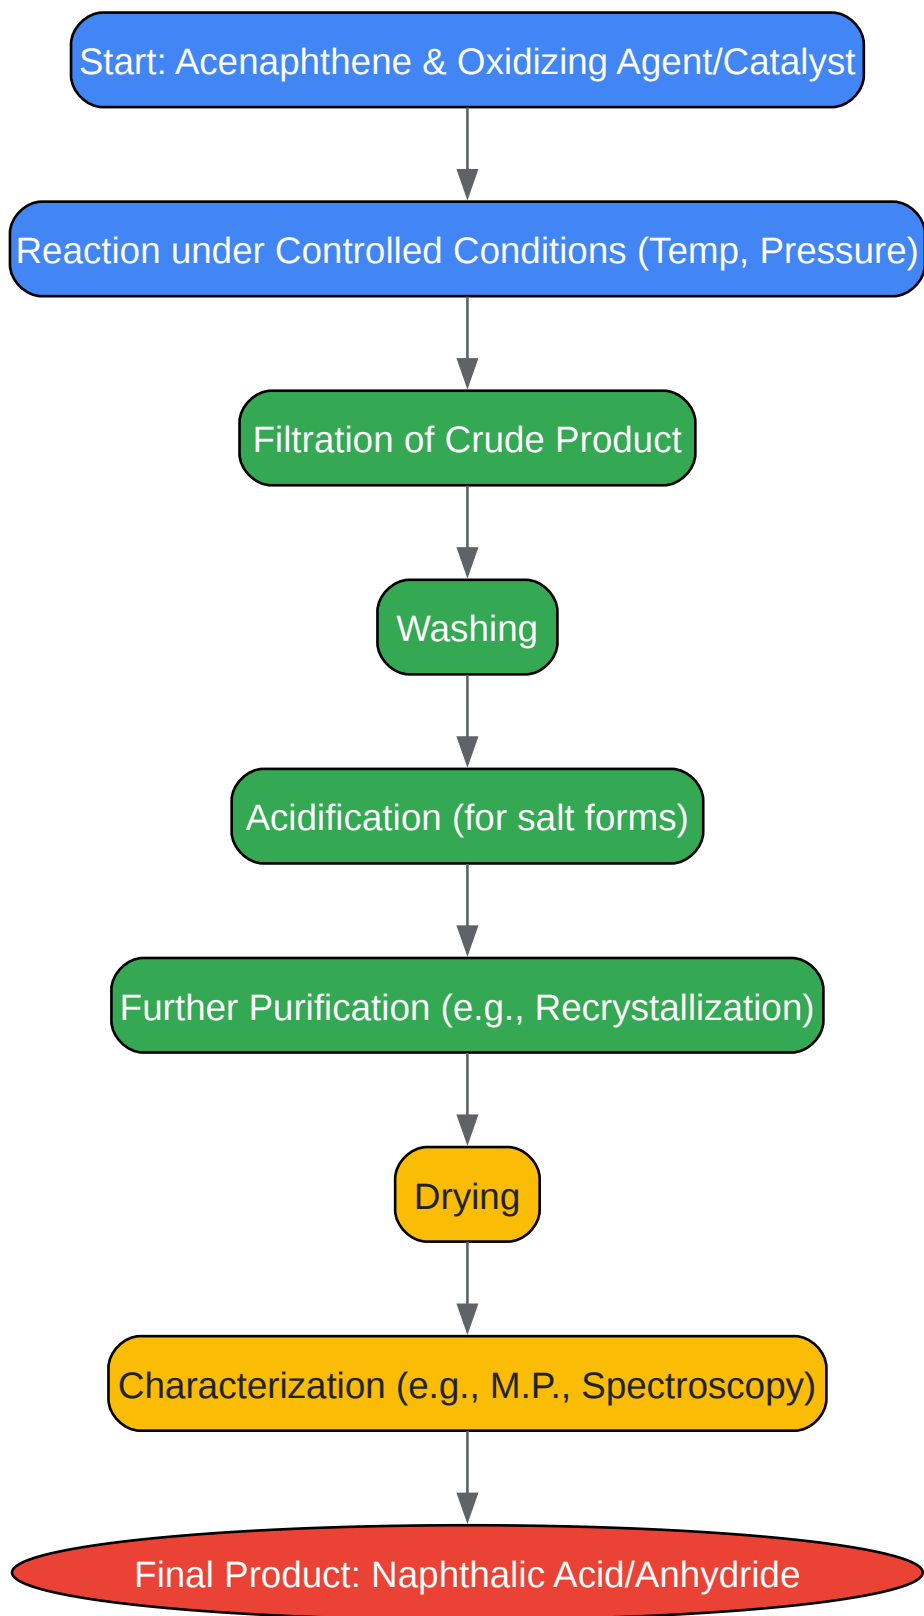 Start: Acenaphthene & Oxidizing Agent/Catalyst
Reaction under Controlled Conditions (Temp, Pressure)
Filtration of Crude Product
Washing
Acidification (for salt forms)
Further Purification (e.g., Recrystallization)
Drying
Characterization (e.g., M.P., Spectroscopy)
Final Product: Naphthalic Acid/Anhydride